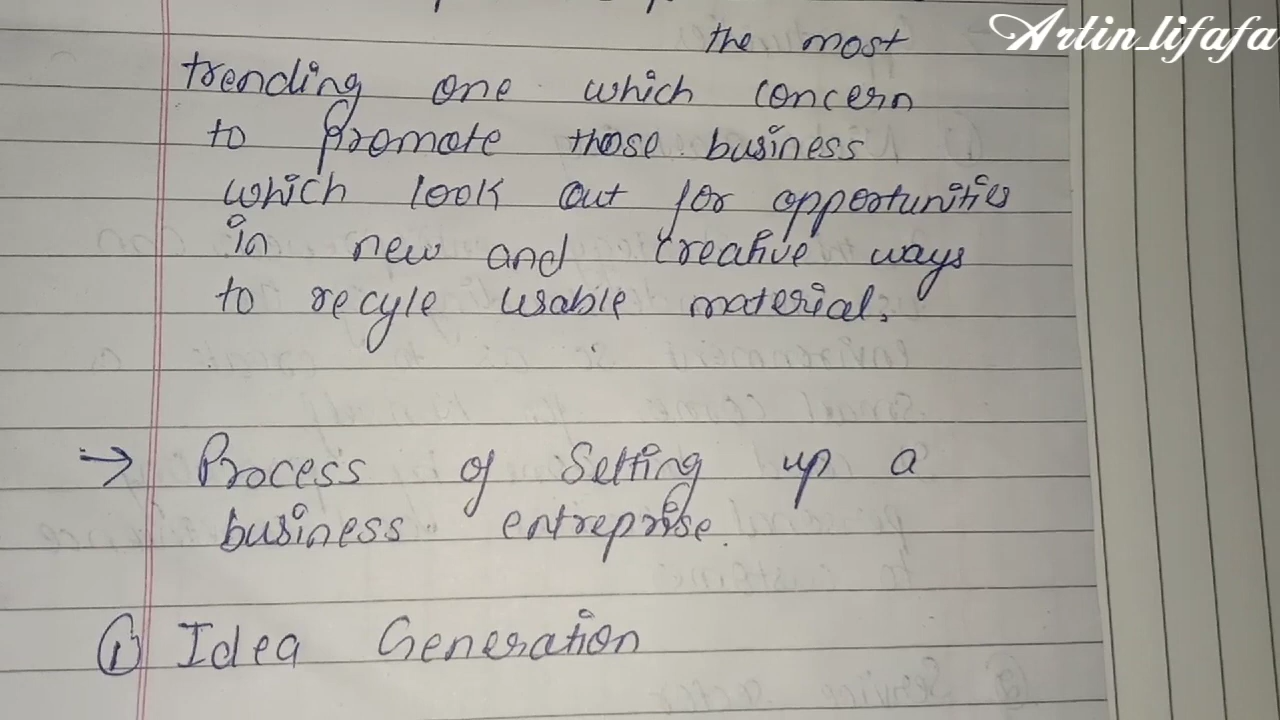 Artin_lifafa
the most
trending one which concern
to promote those business
which look out for opportunities
in new and creative ways
to recyle usable material.
→ Process of Setting up a
business entreprise.
① Idea Generation